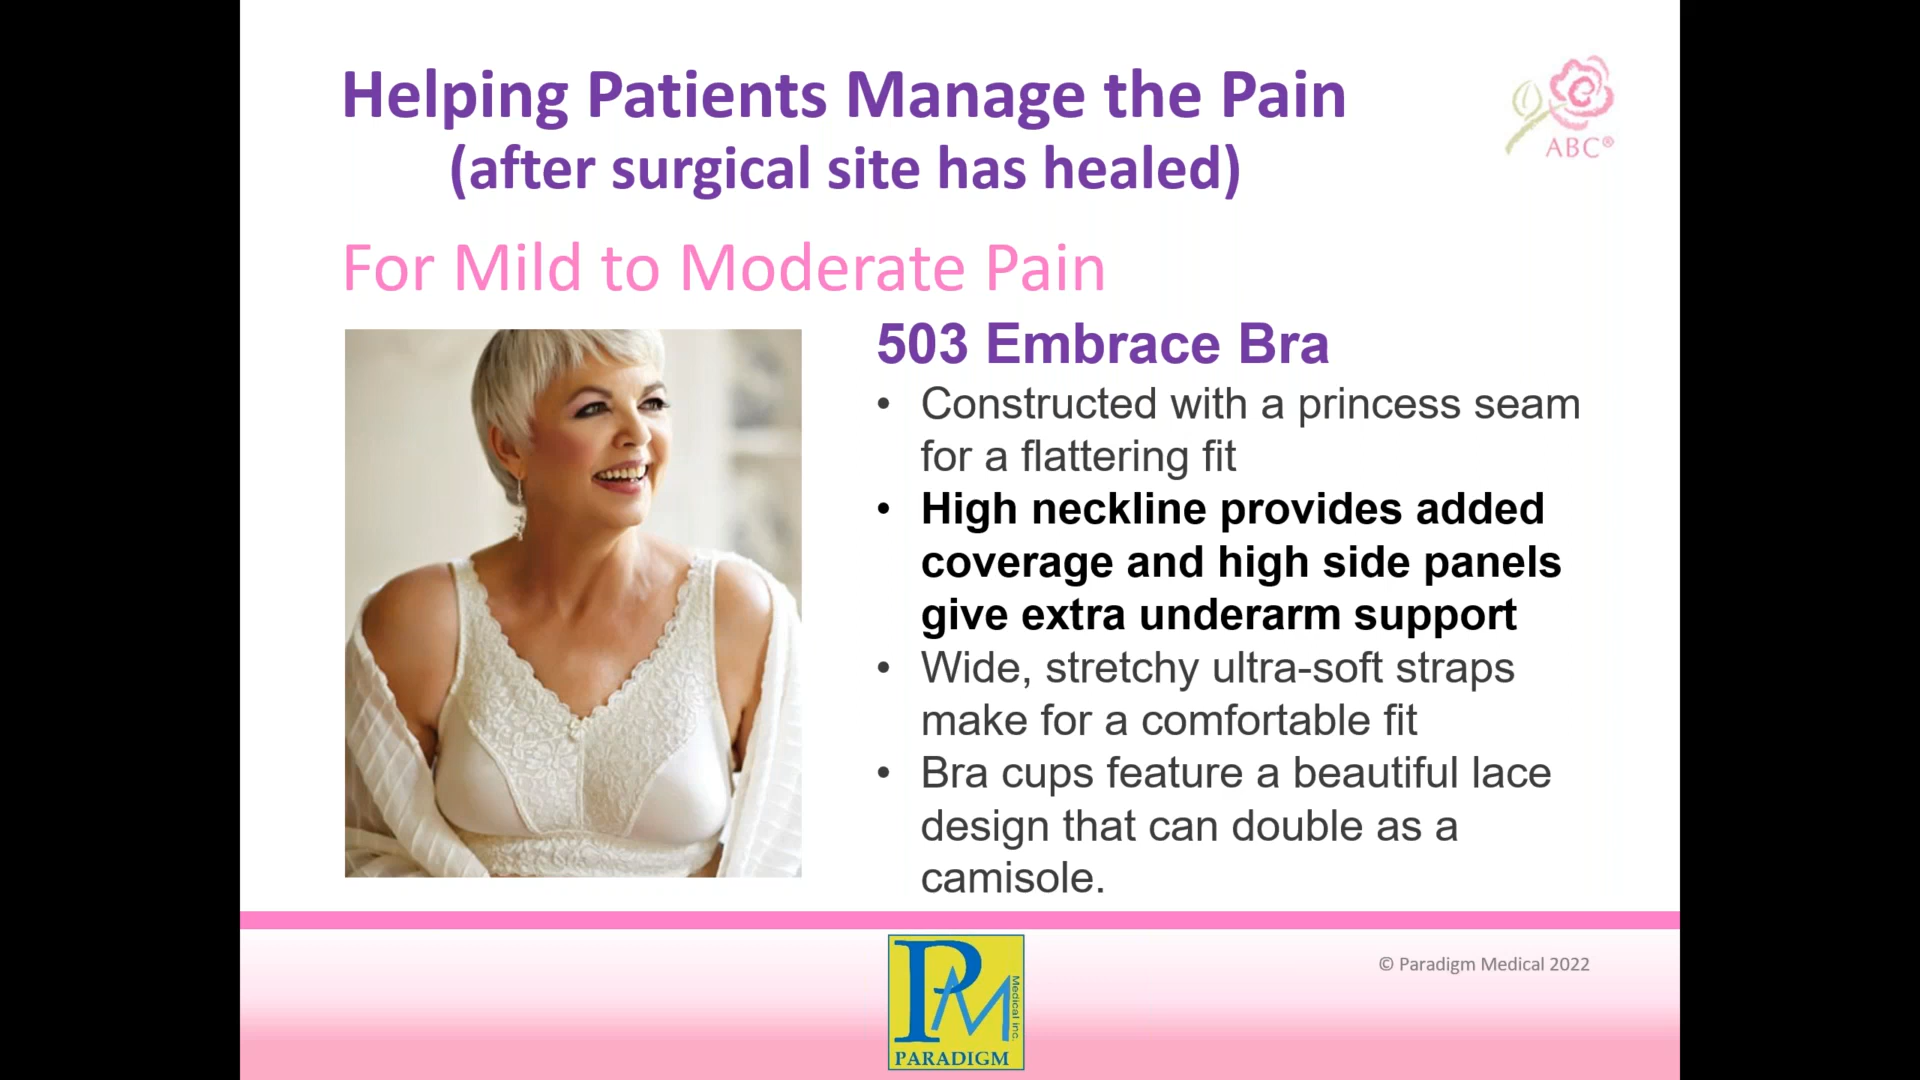 Helping Patients Manage the Pain
(after surgical site has healed)
ABC®
For Mild to Moderate Pain
503 Embrace Bra
• Constructed with a princess seam
for a flattering fit
• High neckline provides added
coverage and high side panels
give extra underarm support
• Wide, stretchy ultra-soft straps
make for a comfortable fit
• Bra cups feature a beautiful lace
design that can double as a
camisole.
PM
Medical inc.
PARADIGM
© Paradigm Medical 2022